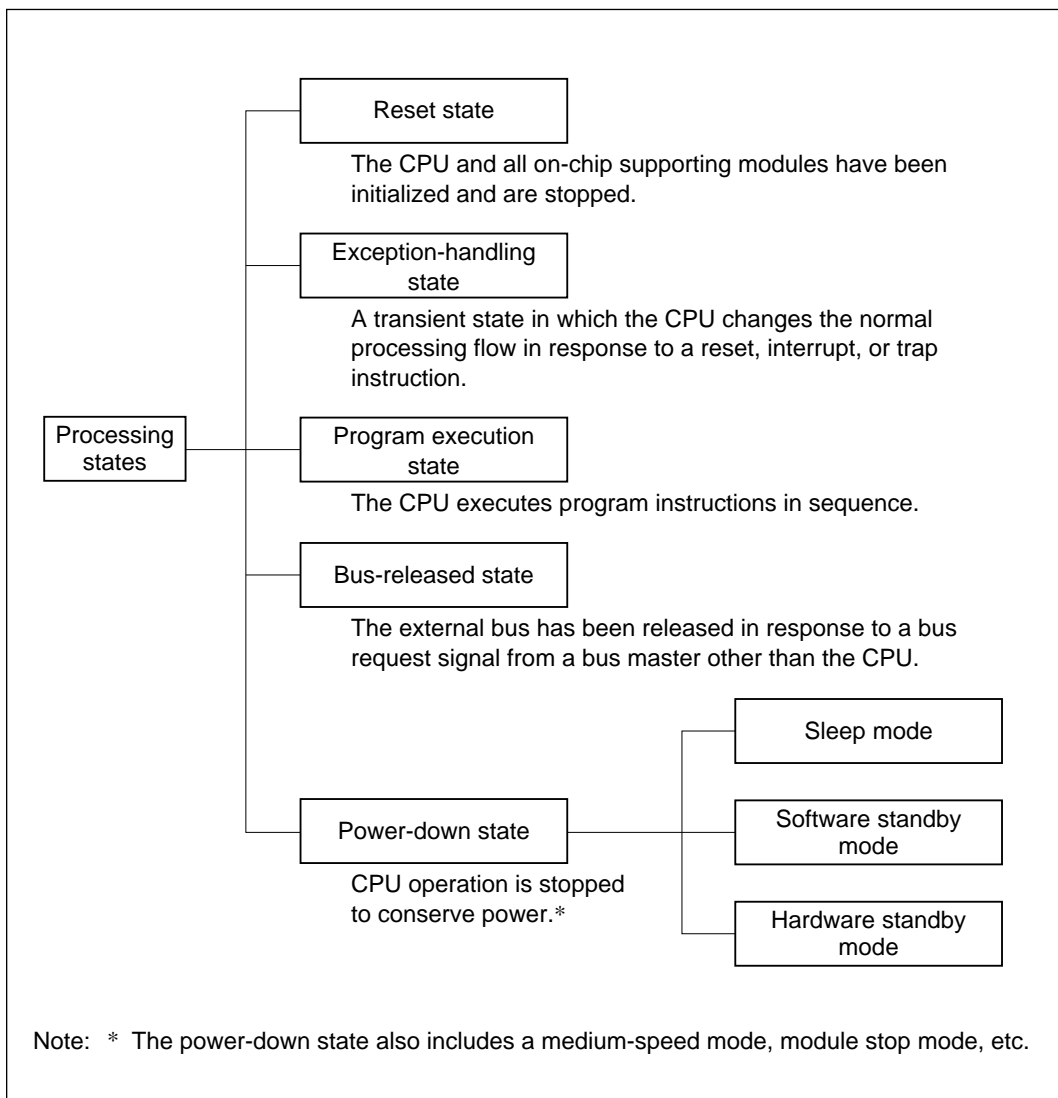 Reset state
The CPU and all on-chip supporting modules have been
initialized and are stopped.
Exception-handling
state
A transient state in which the CPU changes the normal
processing flow in response to a reset, interrupt, or trap
instruction.
Processing
states
Program execution
state
The CPU executes program instructions in sequence.
Bus-released state
The external bus has been released in response to a bus
request signal from a bus master other than the CPU.
Sleep mode
Power-down state
CPU operation is stopped
to conserve power.*
Software standby
mode
Hardware standby
mode
Note: * The power-down state also includes a medium-speed mode, module stop mode, etc.